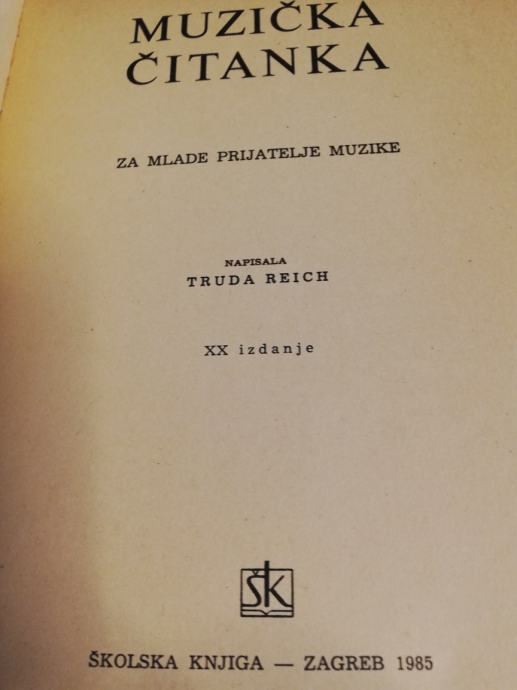 MUZIČKA
ČITANKA
ZA MLADE PRIJATELJE MUZIKE
NAPISALA
TRUDA REICH
XX izdanje
ŠK
ŠKOLSKA KNJIGA — ZAGREB 1985